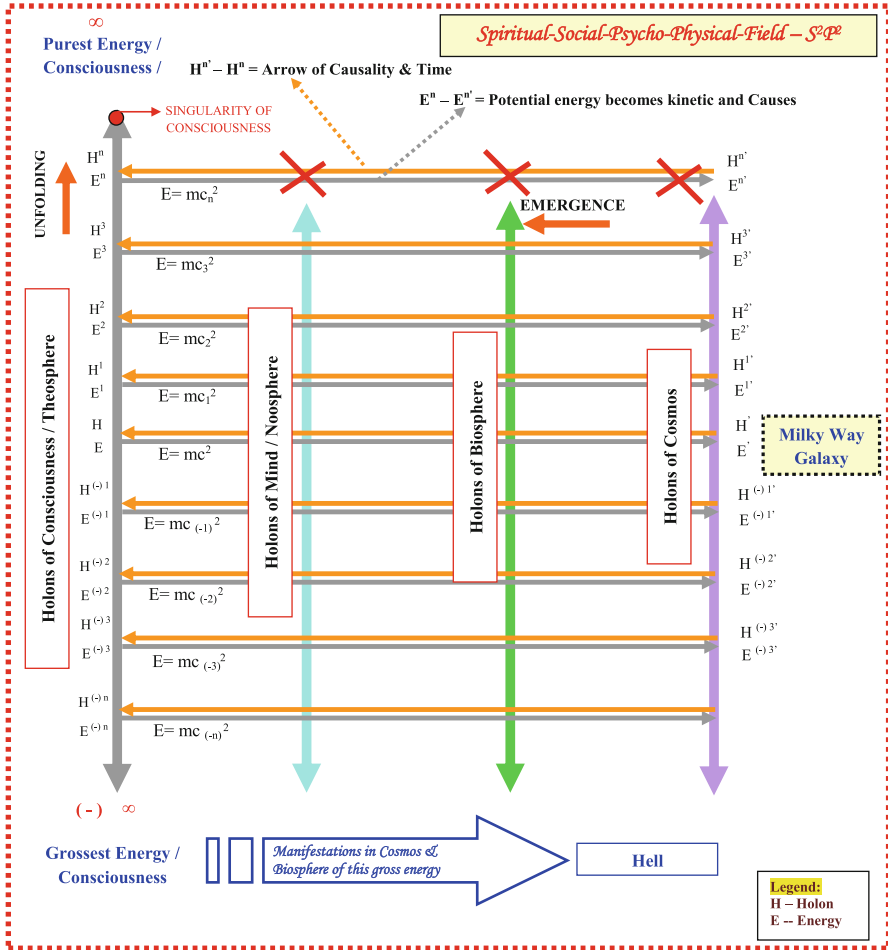 ∞
Purest Energy /
Consciousness /
Spiritual-Social-Psycho-Physical-Field – S²P²
Hⁿ’ – Hⁿ = Arrow of Causality & Time
Eⁿ – Eⁿ’ = Potential energy becomes kinetic and Causes
SINGULARITY OF
CONSCIOUSNESS
UNFOLDING
EMERGENCE
Hⁿ
Eⁿ
E= mcₙ²
Hⁿ’
Eⁿ’
H³
E³
E= mc₃²
H³’
E³’
H²
E²
E= mc₂²
H²’
E²’
H¹
E¹
E= mc₁²
H¹’
E¹’
H
E
E= mc²
H’
E’
H⁽⁻⁾¹
E⁽⁻⁾¹
E= mc₍₋₁₎²
H⁽⁻⁾¹’
E⁽⁻⁾¹’
H⁽⁻⁾²
E⁽⁻⁾²
E= mc₍₋₂₎²
H⁽⁻⁾²’
E⁽⁻⁾²’
H⁽⁻⁾³
E⁽⁻⁾³
E= mc₍₋₃₎²
H⁽⁻⁾³’
E⁽⁻⁾³’
H⁽⁻⁾ⁿ
E⁽⁻⁾ⁿ
E= mc₍₋ₙ₎²
Holons of Consciousness / Theosphere
Holons of Mind / Noosphere
Holons of Biosphere
Holons of Cosmos
Milky Way
Galaxy
(-) ∞
Grossest Energy /
Consciousness
Manifestations in Cosmos &
Biosphere of this gross energy
Hell
Legend:
H – Holon
E -- Energy